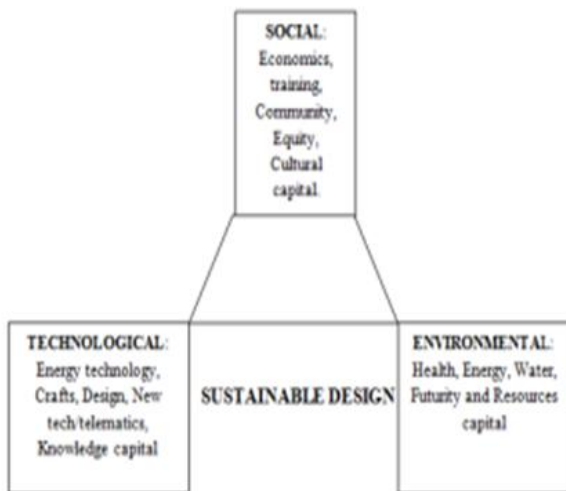 SOCIAL:
Economics,
training,
Community,
Equity,
Cultural
capital.
TECHNOLOGICAL:
Energy technology,
Crafts, Design, New
tech/telematics,
Knowledge capital
SUSTAINABLE DESIGN
ENVIRONMENTAL:
Health, Energy, Water,
Futurity and Resources
capital